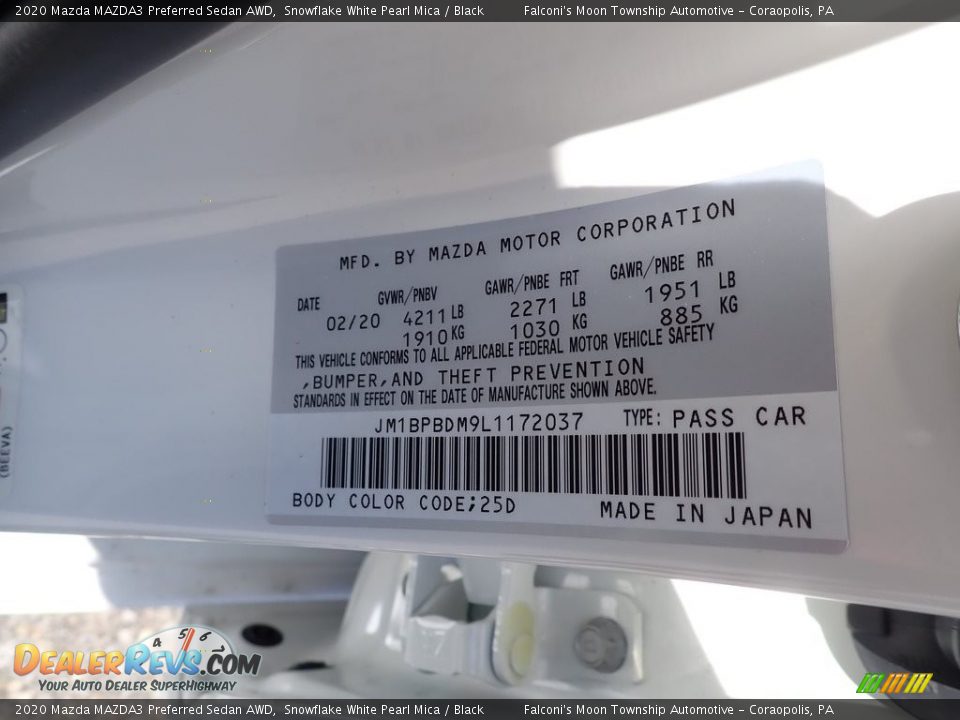 2020 Mazda MAZDA3 Preferred Sedan AWD, Snowflake White Pearl Mica / Black Falconi's Moon Township Automotive - Coraopolis, PA
MFD. BY MAZDA MOTOR CORPORATION
DATE GVWR/PNBV GAWR/PNBE FRT GAWR/PNBE RR
02/20 4211 LB 2271 LB 1951 LB
1910 KG 1030 KG 885 KG
THIS VEHICLE CONFORMS TO ALL APPLICABLE FEDERAL MOTOR VEHICLE SAFETY
,BUMPER,AND THEFT PREVENTION
STANDARDS IN EFFECT ON THE DATE OF MANUFACTURE SHOWN ABOVE.
JM1BPBDM9L1172037 TYPE: PASS CAR
BODY COLOR CODE;25D MADE IN JAPAN
(BEEVA)
4 5 6 7
DEALERREVS.COM
YOUR AUTO DEALER SUPERHIGHWAY
2020 Mazda MAZDA3 Preferred Sedan AWD, Snowflake White Pearl Mica / Black Falconi's Moon Township Automotive - Coraopolis, PA